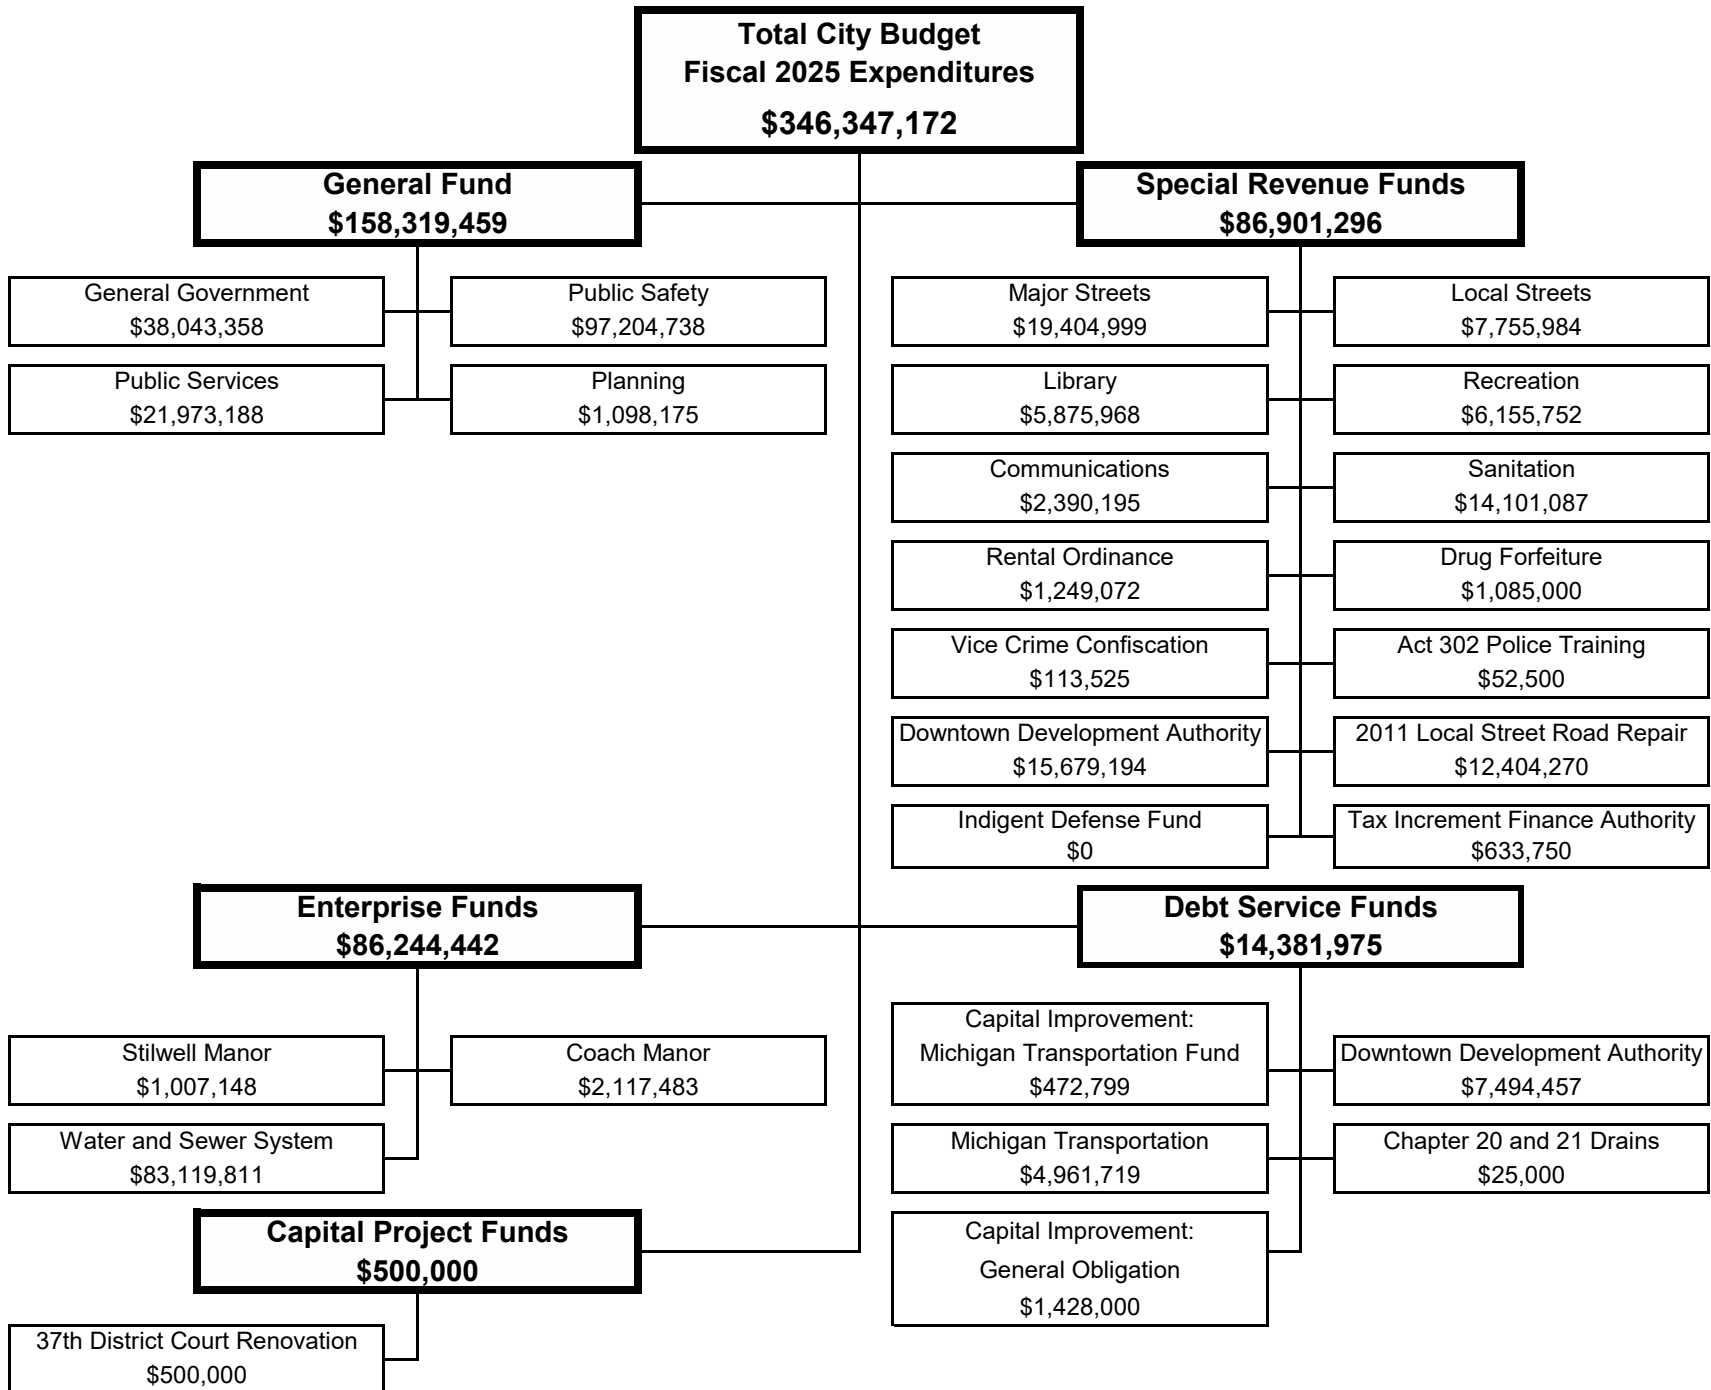 Total City Budget
Fiscal 2025 Expenditures
$346,347,172
General Fund
$158,319,459
Special Revenue Funds
$86,901,296
General Government
$38,043,358
Public Safety
$97,204,738
Public Services
$21,973,188
Planning
$1,098,175
Major Streets
$19,404,999
Local Streets
$7,755,984
Library
$5,875,968
Recreation
$6,155,752
Communications
$2,390,195
Sanitation
$14,101,087
Rental Ordinance
$1,249,072
Drug Forfeiture
$1,085,000
Vice Crime Confiscation
$113,525
Act 302 Police Training
$52,500
Downtown Development Authority
$15,679,194
2011 Local Street Road Repair
$12,404,270
Indigent Defense Fund
$0
Tax Increment Finance Authority
$633,750
Enterprise Funds
$86,244,442
Debt Service Funds
$14,381,975
Stilwell Manor
$1,007,148
Coach Manor
$2,117,483
Water and Sewer System
$83,119,811
Capital Improvement:
Michigan Transportation Fund
$472,799
Downtown Development Authority
$7,494,457
Michigan Transportation
$4,961,719
Chapter 20 and 21 Drains
$25,000
Capital Improvement:
General Obligation
$1,428,000
Capital Project Funds
$500,000
37th District Court Renovation
$500,000